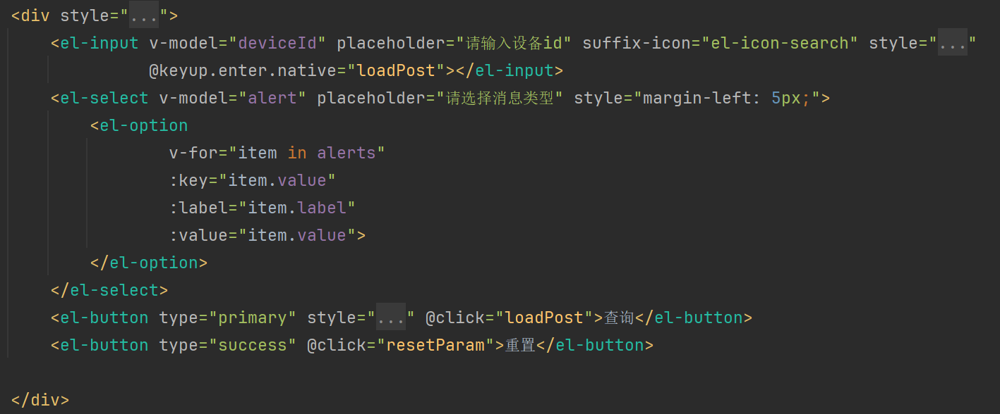 <div style="...">
    <el-input v-model="deviceId" placeholder="请输入设备id" suffix-icon="el-icon-search" style="..."
              @keyup.enter.native="loadPost"></el-input>
    <el-select v-model="alert" placeholder="请选择消息类型" style="margin-left: 5px;">
        <el-option
                v-for="item in alerts"
                :key="item.value"
                :label="item.label"
                :value="item.value">
        </el-option>
    </el-select>
    <el-button type="primary" style="..." @click="loadPost">查询</el-button>
    <el-button type="success" @click="resetParam">重置</el-button>

</div>